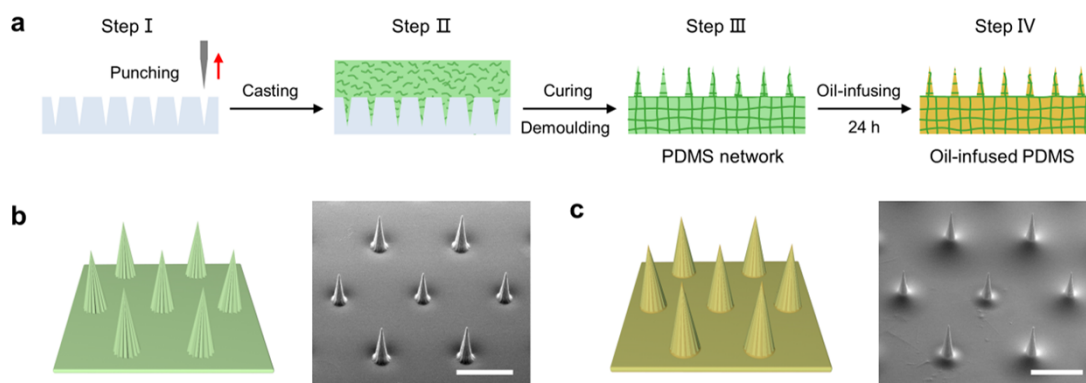 a
Step Ⅰ
Step Ⅱ
Step Ⅲ
Step Ⅳ
Punching
Casting
Curing
Demoulding
Oil-infusing
24 h
PDMS network
Oil-infused PDMS
b
c